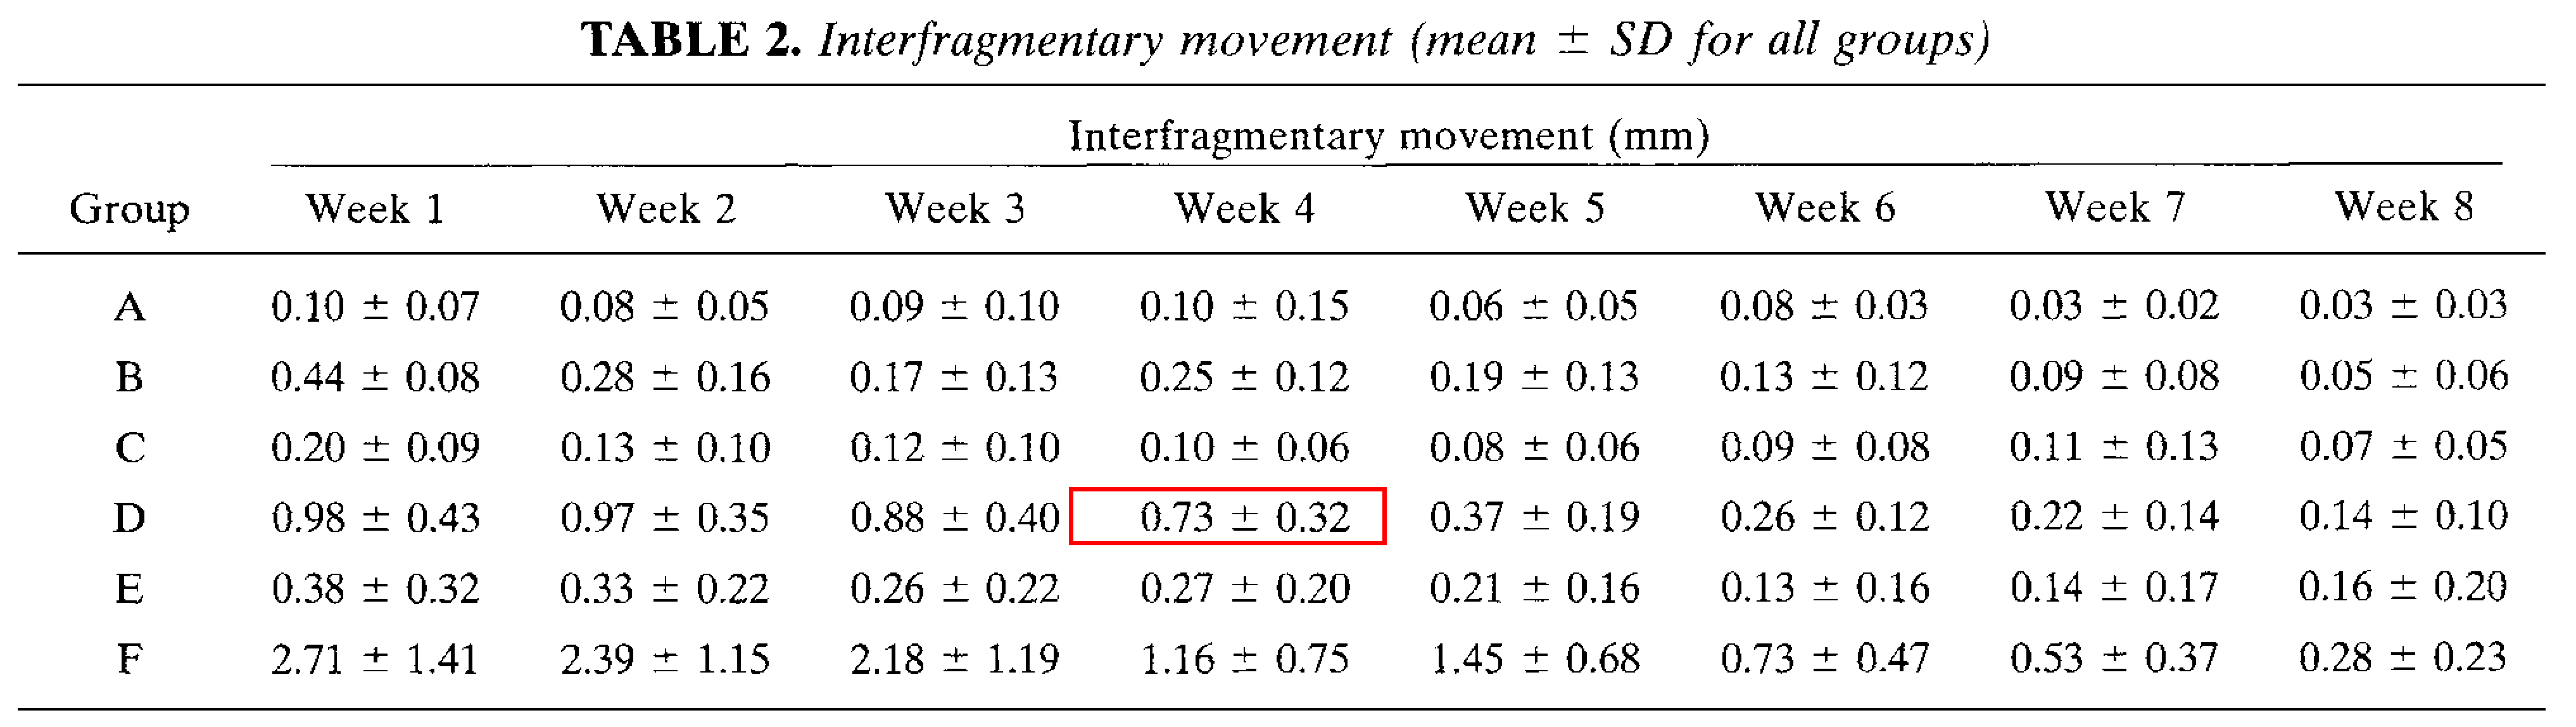 TABLE 2. Interfragmentary movement (mean ± SD for all groups)
Interfragmentary movement (mm)
Group Week 1 Week 2 Week 3 Week 4 Week 5 Week 6 Week 7 Week 8
A 0.10 ± 0.07 0.08 ± 0.05 0.09 ± 0.10 0.10 ± 0.15 0.06 ± 0.05 0.08 ± 0.03 0.03 ± 0.02 0.03 ± 0.03
B 0.44 ± 0.08 0.28 ± 0.16 0.17 ± 0.13 0.25 ± 0.12 0.19 ± 0.13 0.13 ± 0.12 0.09 ± 0.08 0.05 ± 0.06
C 0.20 ± 0.09 0.13 ± 0.10 0.12 ± 0.10 0.10 ± 0.06 0.08 ± 0.06 0.09 ± 0.08 0.11 ± 0.13 0.07 ± 0.05
D 0.98 ± 0.43 0.97 ± 0.35 0.88 ± 0.40 0.73 ± 0.32 0.37 ± 0.19 0.26 ± 0.12 0.22 ± 0.14 0.14 ± 0.10
E 0.38 ± 0.32 0.33 ± 0.22 0.26 ± 0.22 0.27 ± 0.20 0.21 ± 0.16 0.13 ± 0.16 0.14 ± 0.17 0.16 ± 0.20
F 2.71 ± 1.41 2.39 ± 1.15 2.18 ± 1.19 1.16 ± 0.75 1.45 ± 0.68 0.73 ± 0.47 0.53 ± 0.37 0.28 ± 0.23